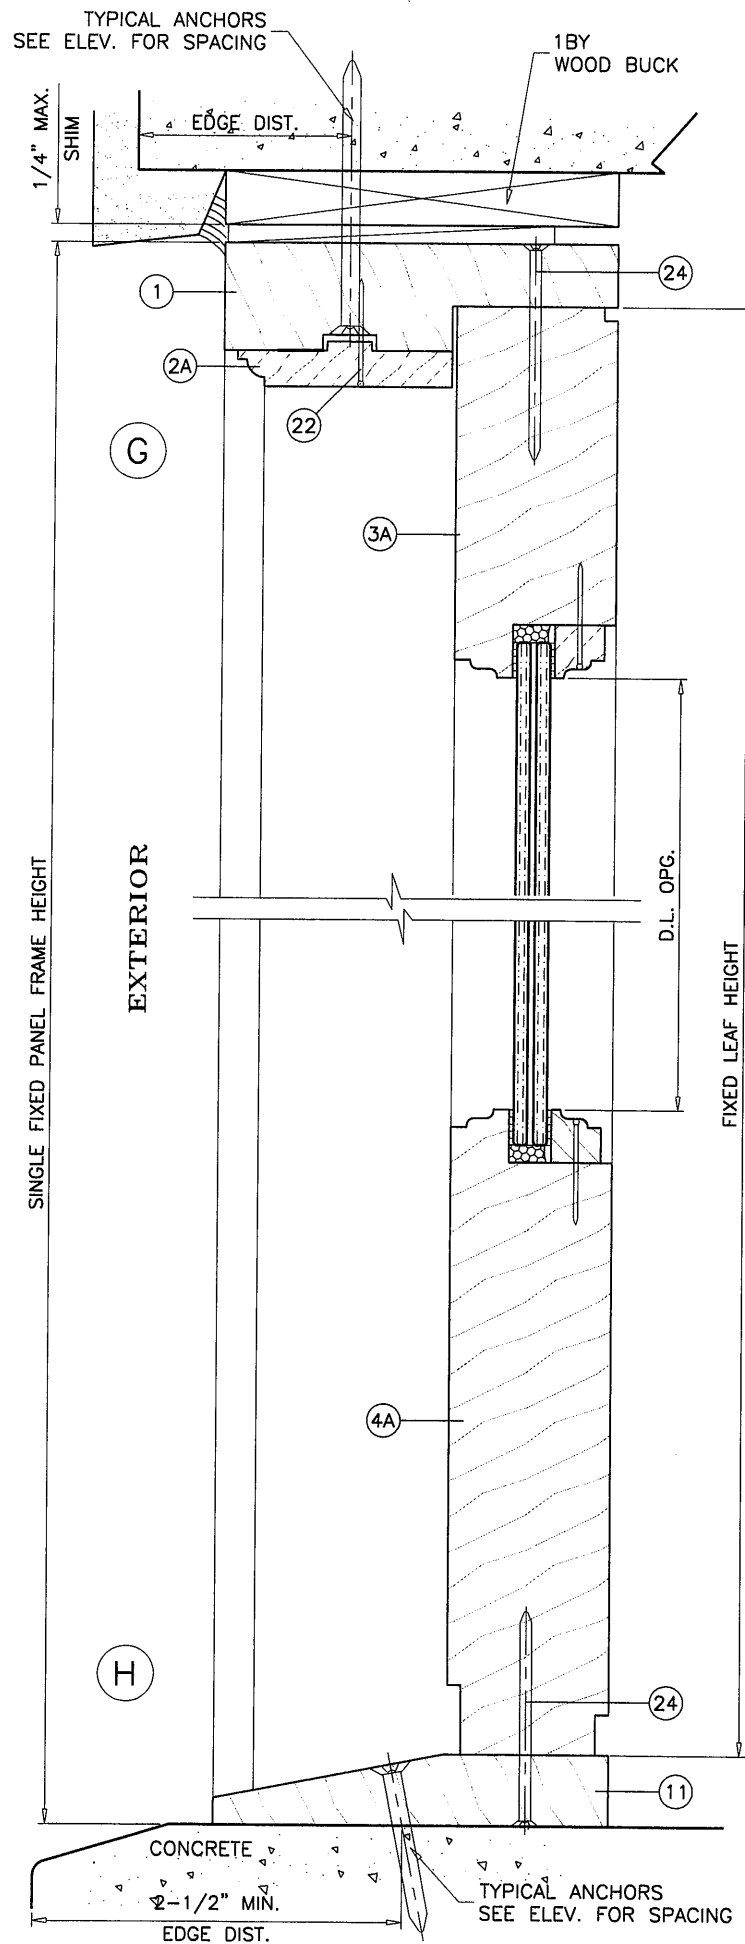 TYPICAL ANCHORS
SEE ELEV. FOR SPACING
1BY
WOOD BUCK
EDGE DIST.
1/4" MAX.
SHIM
24
1
2A
22
G
3A
EXTERIOR
SINGLE FIXED PANEL FRAME HEIGHT
D.L. OPG.
FIXED LEAF HEIGHT
4A
H
24
11
CONCRETE
2-1/2" MIN.
EDGE DIST.
TYPICAL ANCHORS
SEE ELEV. FOR SPACING